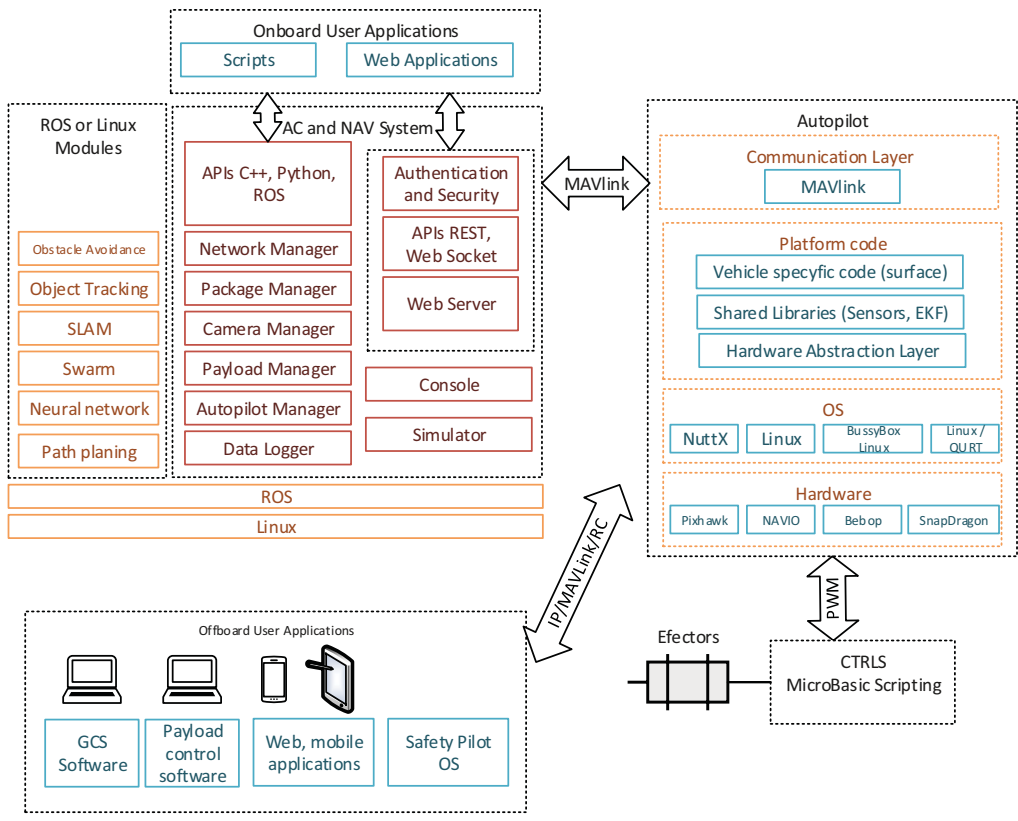 Onboard User Applications
Scripts
Web Applications
ROS or Linux
Modules
Obstacle Avoidance
Object Tracking
SLAM
Swarm
Neural network
Path planing
AC and NAV System
APIs C++, Python,
ROS
Network Manager
Package Manager
Camera Manager
Payload Manager
Autopilot Manager
Data Logger
Authentication
and Security
APIs REST,
Web Socket
Web Server
Console
Simulator
ROS
Linux
MAVlink
Autopilot
Communication Layer
MAVlink
Platform code
Vehicle specyfic code (surface)
Shared Libraries (Sensors, EKF)
Hardware Abstraction Layer
OS
NuttX
Linux
BussyBox
Linux
Linux /
QURT
Hardware
Pixhawk
NAVIO
Bebop
SnapDragon
IP/MAVLink/RC
PWM
Offboard User Applications
GCS
Software
Payload
control
software
Web, mobile
applications
Safety Pilot
OS
Efectors
CTRLS
MicroBasic Scripting